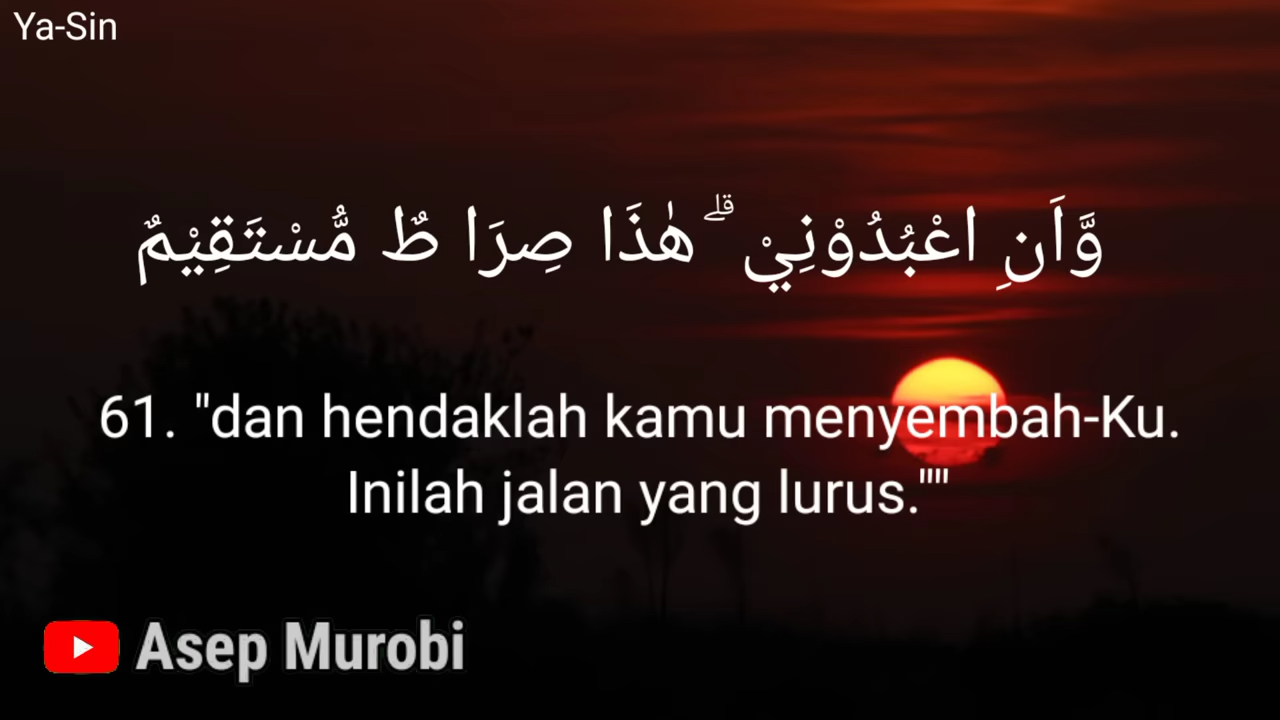 Ya-Sin
وَّاَنِ اعْبُدُوْنِيْ ۗهٰذَا صِرَا طٌ مُّسْتَقِيْمٌ
61. "dan hendaklah kamu menyembah-Ku.
Inilah jalan yang lurus.""
Asep Murobi